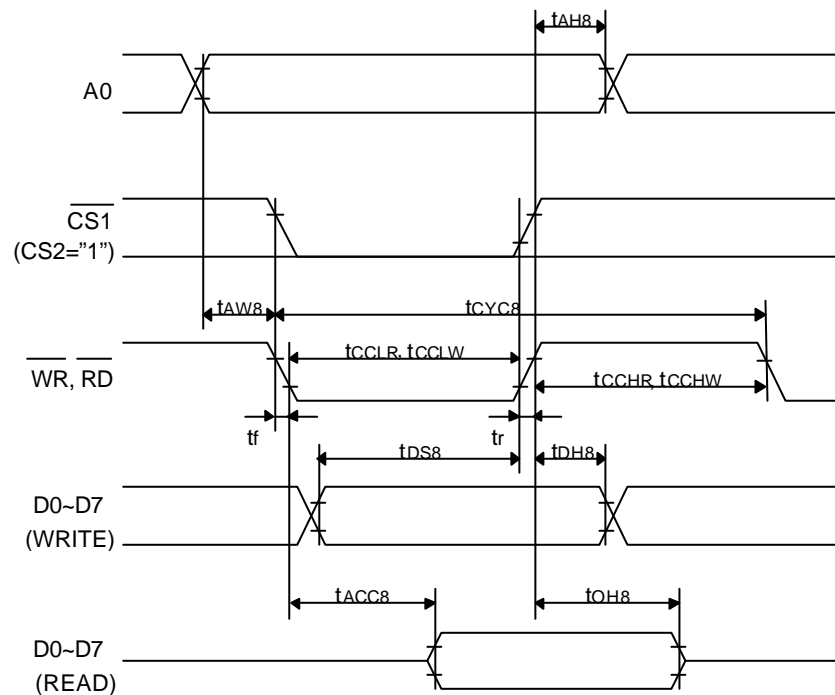 tAH8
A0
CS1
(CS2="1")
tAW8
tCYC8
tCCLR, tCCLW
WR, RD
tCCHR, tCCHW
tf
tr
tDS8
tDH8
D0~D7
(WRITE)
tACC8
tOH8
D0~D7
(READ)